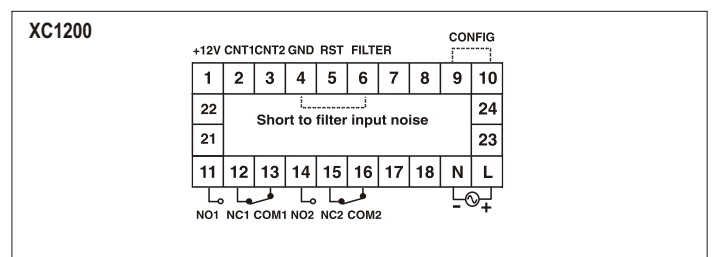 XC1200
CONFIG
+12V CNT1CNT2 GND RST FILTER
1 2 3 4 5 6 7 8 9 10
22 24
Short to filter input noise
21 23
11 12 13 14 15 16 17 18 N L
- +
NO1 NC1 COM1 NO2 NC2 COM2